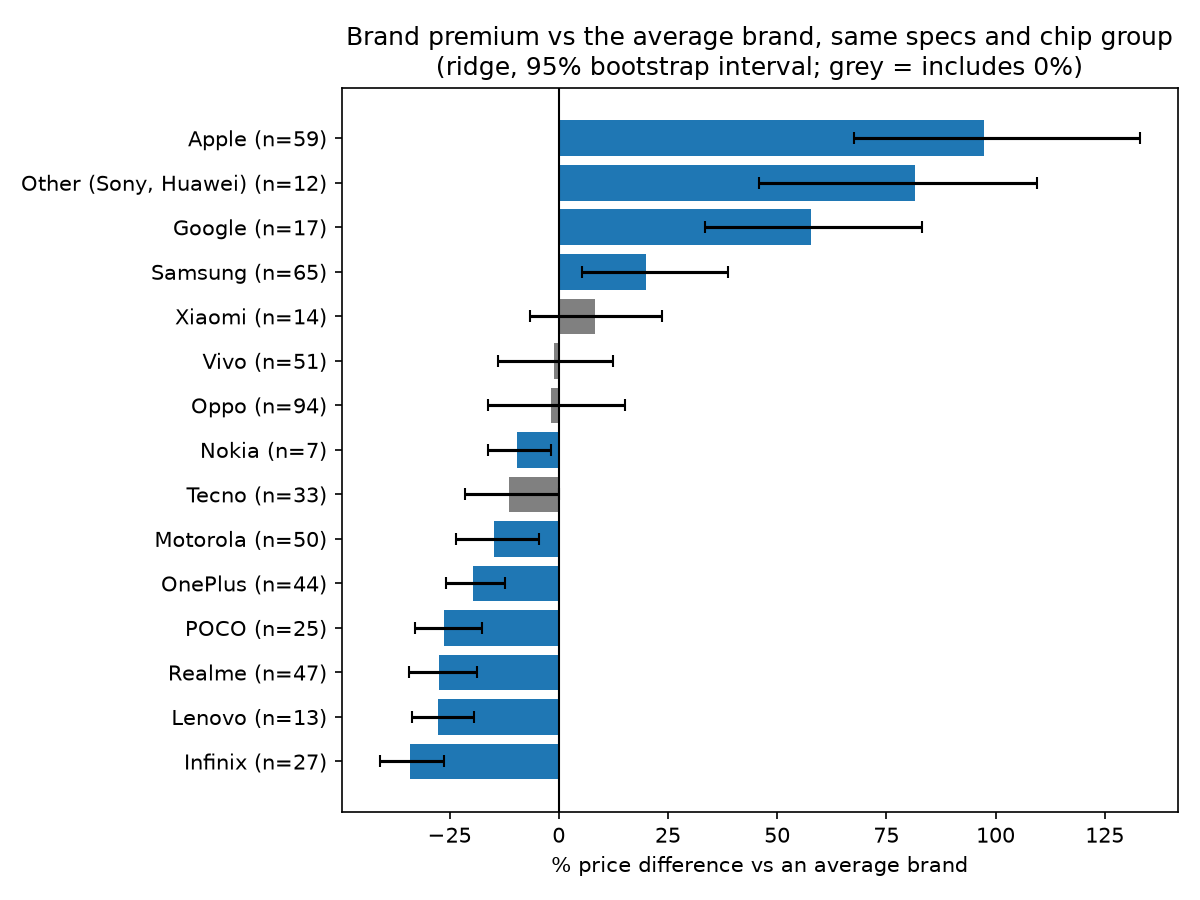 Brand premium vs the average brand, same specs and chip group
(ridge, 95% bootstrap interval; grey = includes 0%)
Apple (n=59)
Other (Sony, Huawei) (n=12)
Google (n=17)
Samsung (n=65)
Xiaomi (n=14)
Vivo (n=51)
Oppo (n=94)
Nokia (n=7)
Tecno (n=33)
Motorola (n=50)
OnePlus (n=44)
POCO (n=25)
Realme (n=47)
Lenovo (n=13)
Infinix (n=27)
−25 0 25 50 75 100 125
% price difference vs an average brand